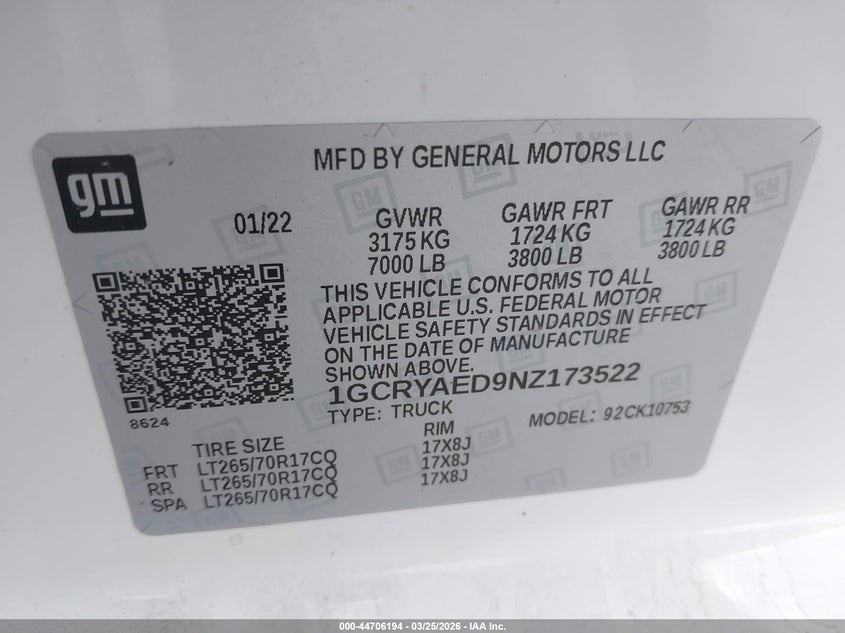 MFD BY GENERAL MOTORS LLC
gm
01/22
GVWR
3175 KG
7000 LB
GAWR FRT
1724 KG
3800 LB
GAWR RR
1724 KG
3800 LB
THIS VEHICLE CONFORMS TO ALL
APPLICABLE U.S. FEDERAL MOTOR
VEHICLE SAFETY STANDARDS IN EFFECT
ON THE DATE OF MANUFACTURE
SHOWN ABOVE.
1GCRYAED9NZ173522
8624
TYPE: TRUCK
MODEL: 92CK10753
TIRE SIZE
RIM
FRT LT265/70R17CQ 17X8J
RR LT265/70R17CQ 17X8J
SPA LT265/70R17CQ 17X8J
000-44706194 - 03/25/2026 - IAA Inc.